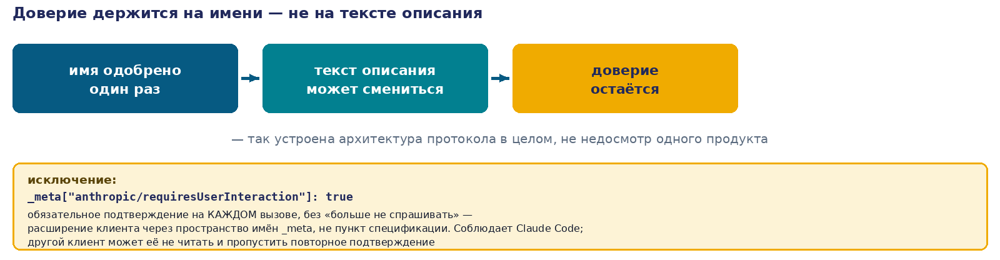 Доверие держится на имени — не на тексте описания
имя одобрено
один раз
текст описания
может смениться
доверие
остаётся
— так устроена архитектура протокола в целом, не недосмотр одного продукта
исключение:
_meta["anthropic/requiresUserInteraction"]: true
обязательное подтверждение на КАЖДОМ вызове, без «больше не спрашивать» —
расширение клиента через пространство имён _meta, не пункт спецификации. Соблюдает Claude Code;
другой клиент может её не читать и пропустить повторное подтверждение